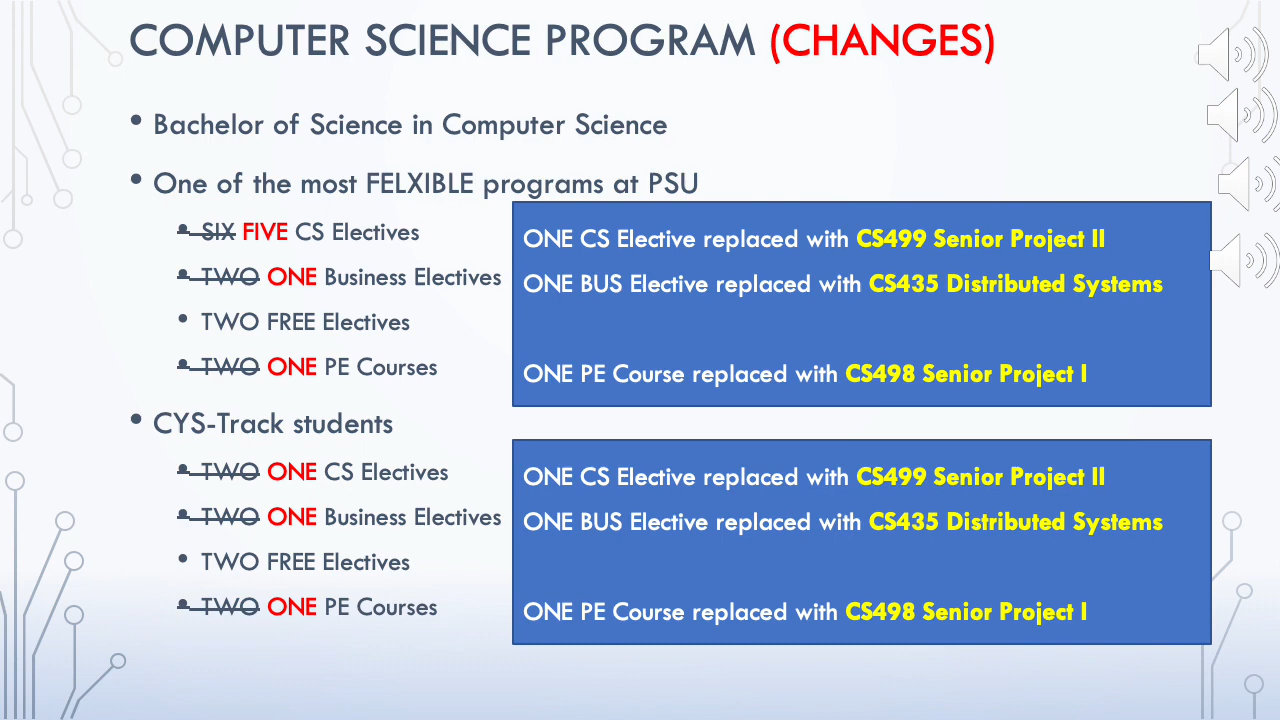 COMPUTER SCIENCE PROGRAM (CHANGES)
• Bachelor of Science in Computer Science
• One of the most FELXIBLE programs at PSU
• SIX FIVE CS Electives
• TWO ONE Business Electives
• TWO FREE Electives
• TWO ONE PE Courses
ONE CS Elective replaced with CS499 Senior Project II
ONE BUS Elective replaced with CS435 Distributed Systems
ONE PE Course replaced with CS498 Senior Project I
• CYS-Track students
• TWO ONE CS Electives
• TWO ONE Business Electives
• TWO FREE Electives
• TWO ONE PE Courses
ONE CS Elective replaced with CS499 Senior Project II
ONE BUS Elective replaced with CS435 Distributed Systems
ONE PE Course replaced with CS498 Senior Project I